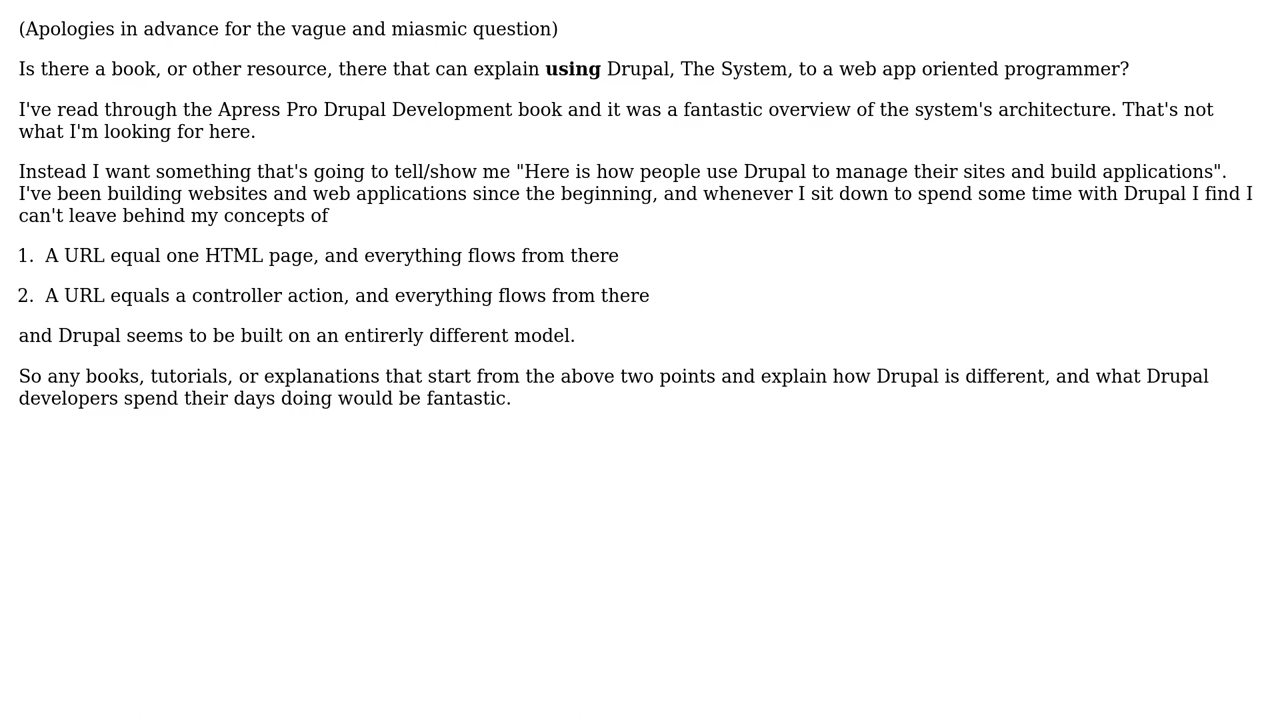 (Apologies in advance for the vague and miasmic question)
Is there a book, or other resource, there that can explain using Drupal, The System, to a web app oriented programmer?
I've read through the Apress Pro Drupal Development book and it was a fantastic overview of the system's architecture. That's not
what I'm looking for here.
Instead I want something that's going to tell/show me "Here is how people use Drupal to manage their sites and build applications".
I've been building websites and web applications since the beginning, and whenever I sit down to spend some time with Drupal I find I
can't leave behind my concepts of
1. A URL equal one HTML page, and everything flows from there
2. A URL equals a controller action, and everything flows from there
and Drupal seems to be built on an entirerly different model.
So any books, tutorials, or explanations that start from the above two points and explain how Drupal is different, and what Drupal
developers spend their days doing would be fantastic.